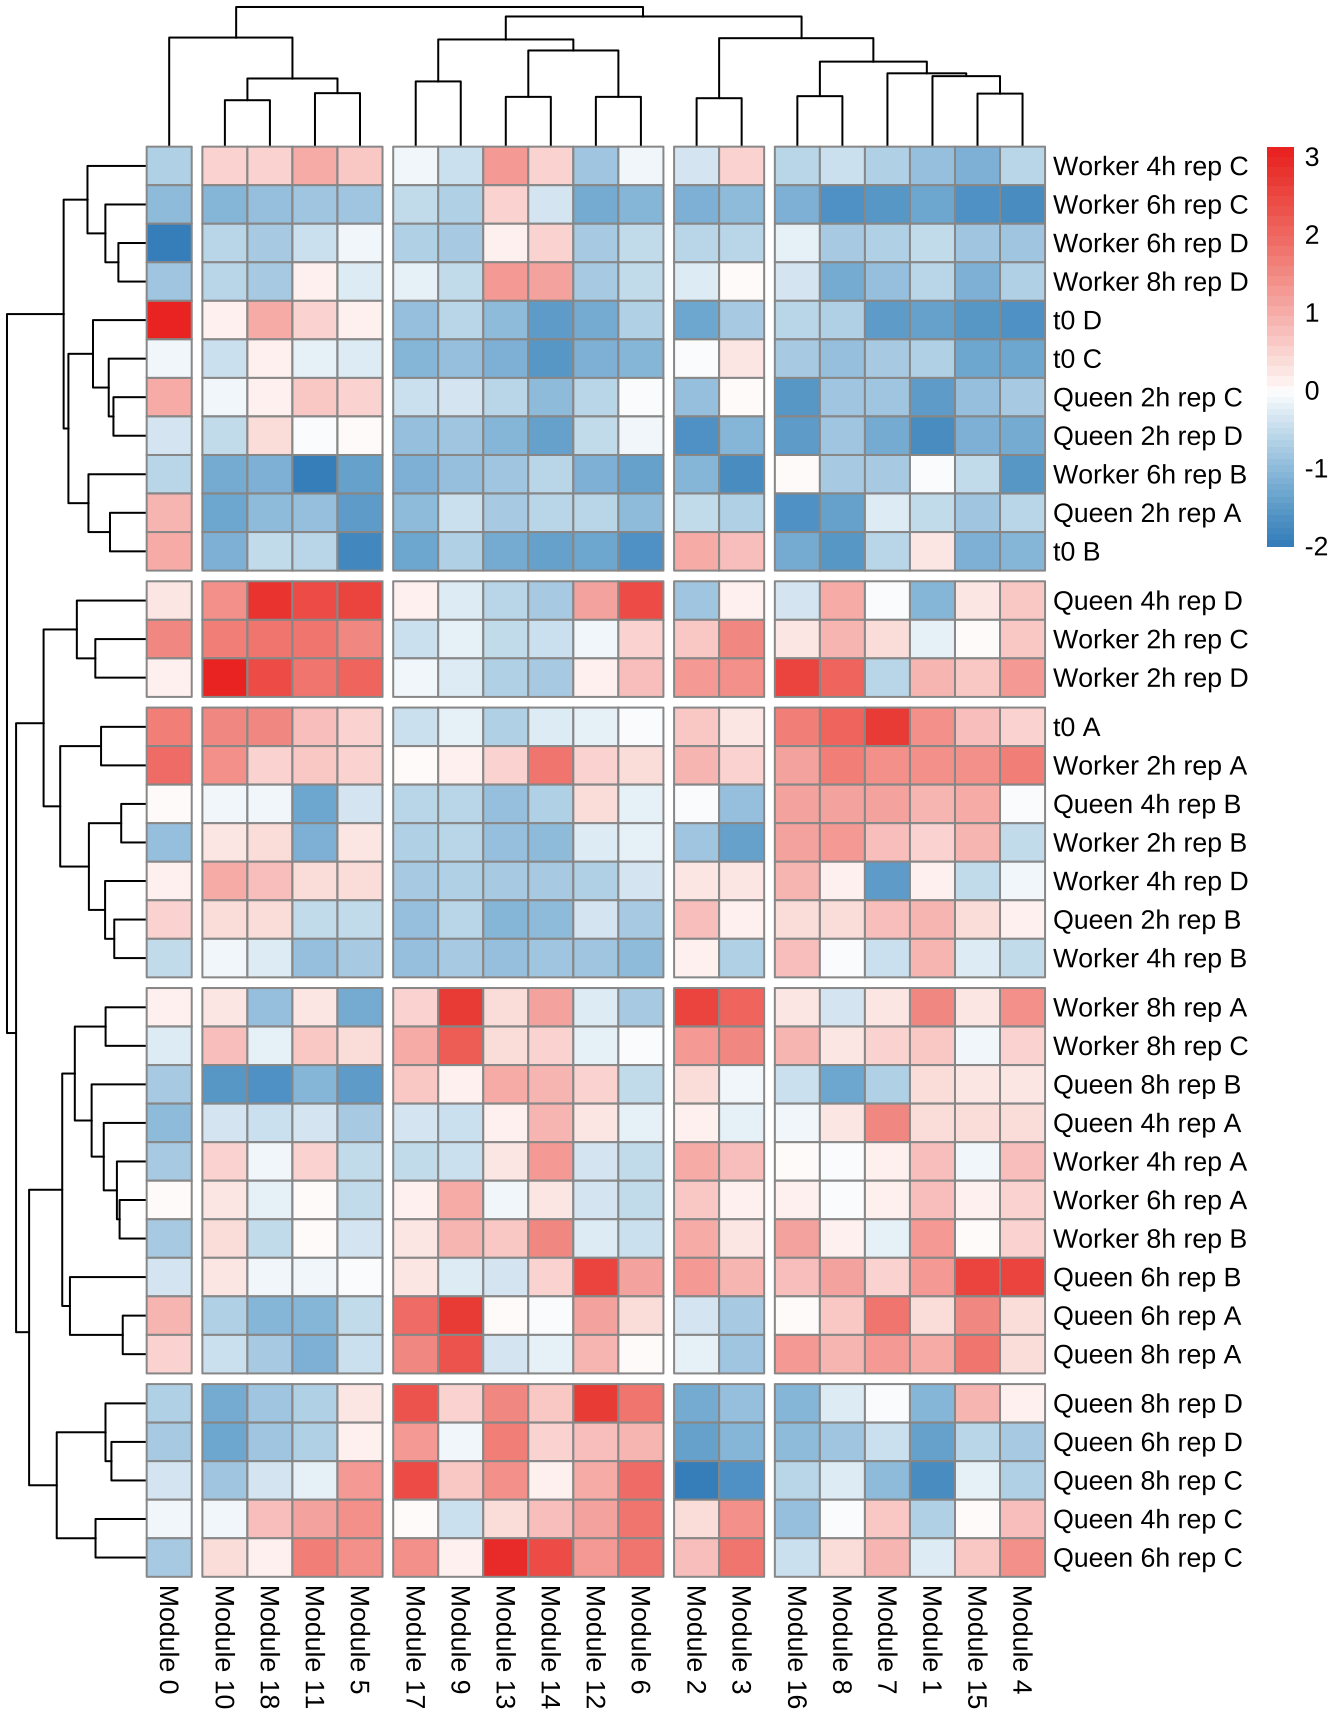 3
2
1
0
-1
-2
Worker 4h rep C
Worker 6h rep C
Worker 6h rep D
Worker 8h rep D
t0 D
t0 C
Queen 2h rep C
Queen 2h rep D
Worker 6h rep B
Queen 2h rep A
t0 B
Queen 4h rep D
Worker 2h rep C
Worker 2h rep D
t0 A
Worker 2h rep A
Queen 4h rep B
Worker 2h rep B
Worker 4h rep D
Queen 2h rep B
Worker 4h rep B
Worker 8h rep A
Worker 8h rep C
Queen 8h rep B
Queen 4h rep A
Worker 4h rep A
Worker 6h rep A
Worker 8h rep B
Queen 6h rep B
Queen 6h rep A
Queen 8h rep A
Queen 8h rep D
Queen 6h rep D
Queen 8h rep C
Queen 4h rep C
Queen 6h rep C
Module 0
Module 10
Module 18
Module 11
Module 5
Module 17
Module 9
Module 13
Module 14
Module 12
Module 6
Module 2
Module 3
Module 16
Module 8
Module 7
Module 1
Module 15
Module 4